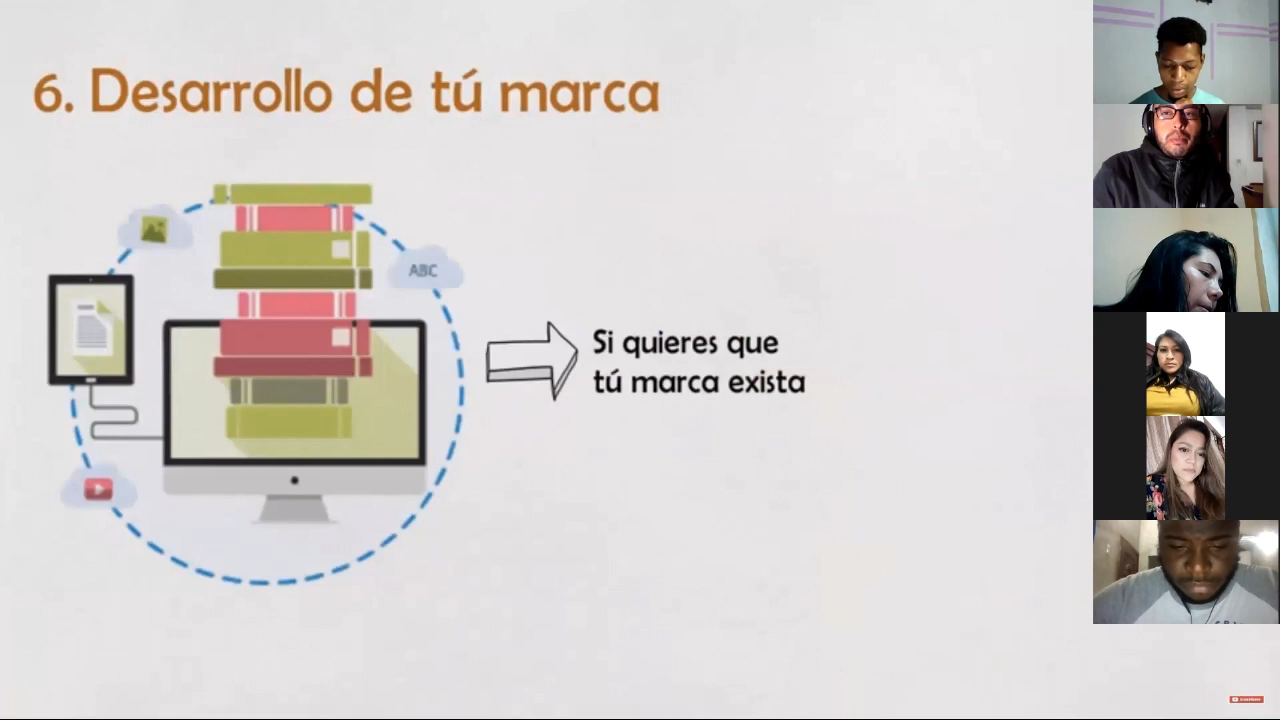 6. Desarrollo de tú marca
ABC
Si quieres que
tú marca exista